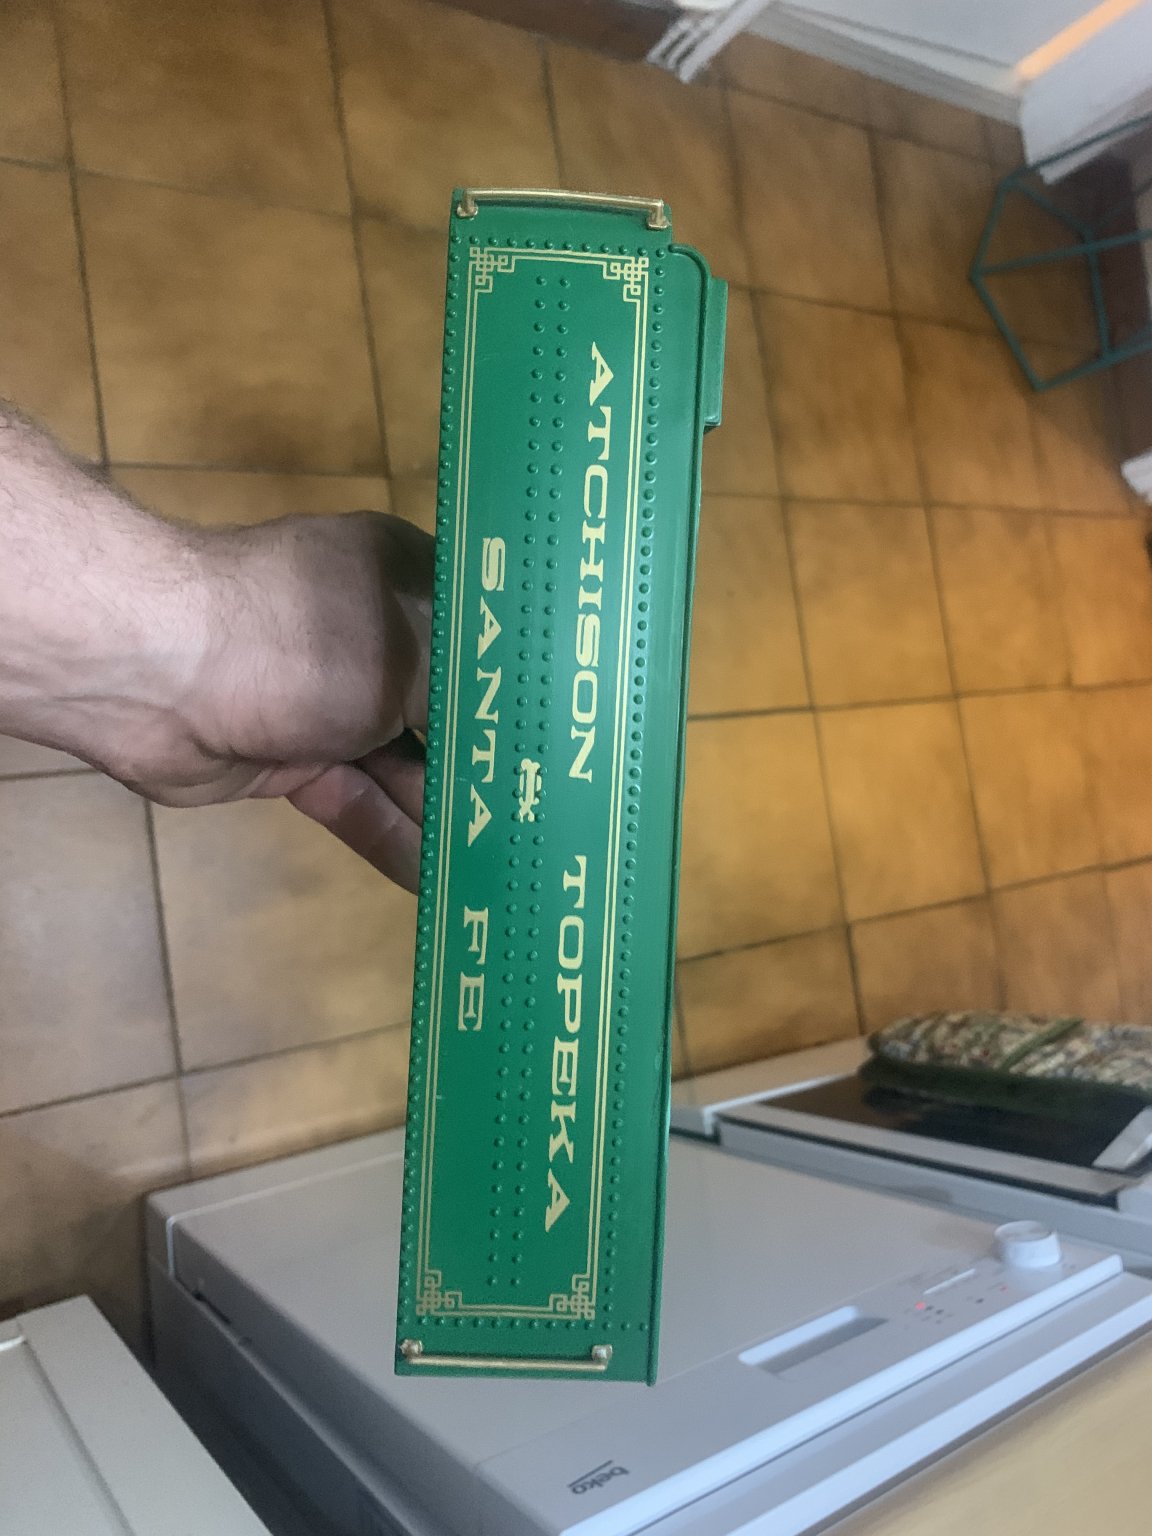 ATCHISON TOPEKA
&
SANTA FE
beko